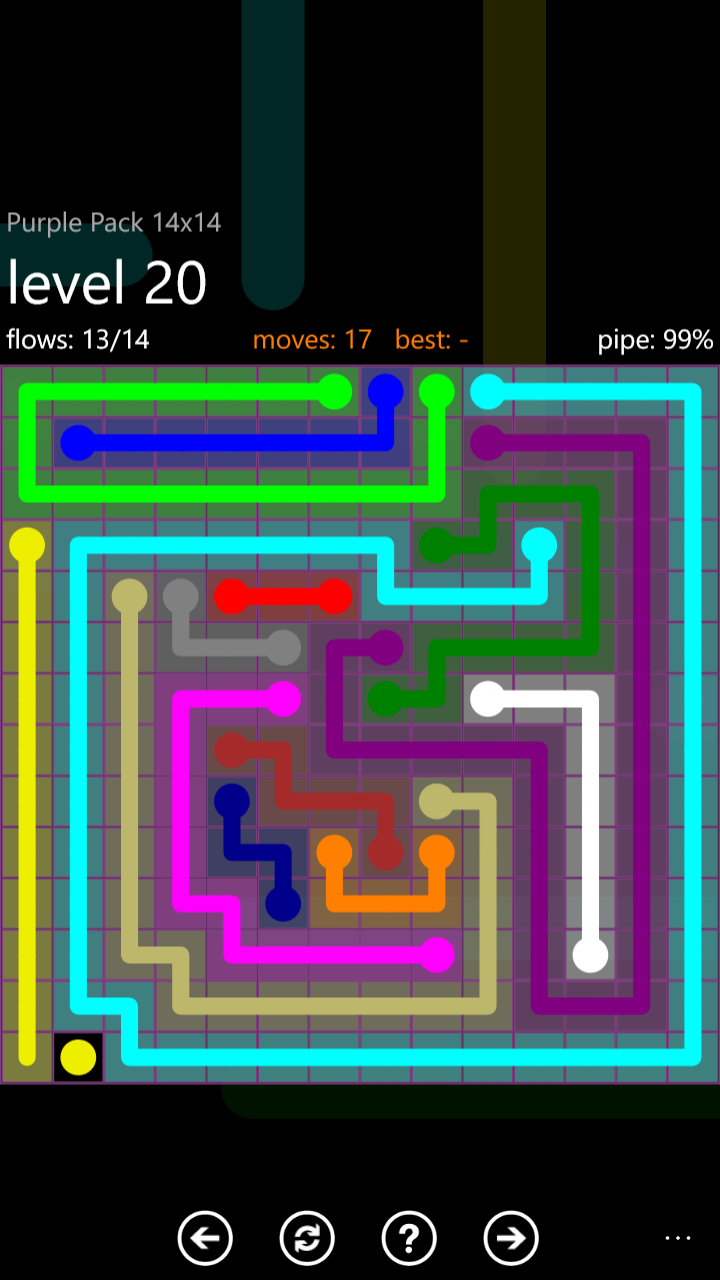 Purple Pack 14x14
level 20
flows: 13/14 moves: 17 best: - pipe: 99%
?
...